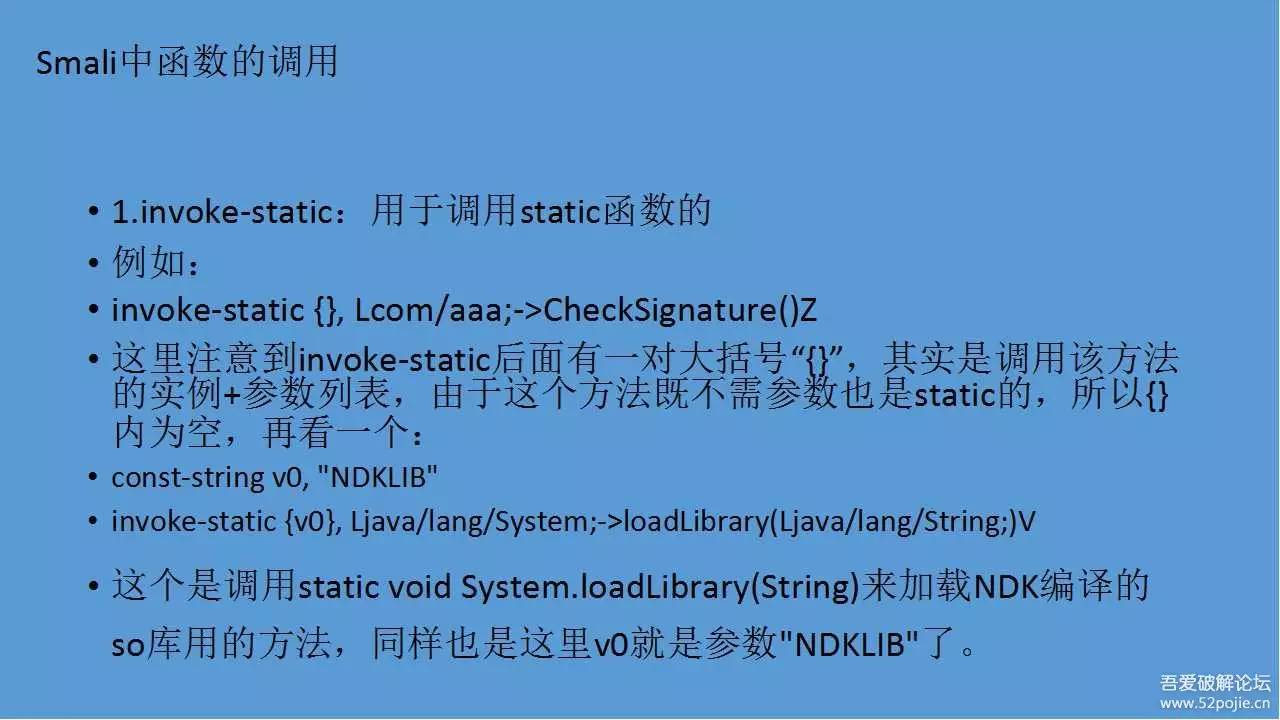 Smali中函数的调用
• 1.invoke-static：用于调用static函数的
• 例如：
• invoke-static {}, Lcom/aaa;->CheckSignature()Z
• 这里注意到invoke-static后面有一对大括号“{}”，其实是调用该方法
的实例+参数列表，由于这个方法既不需参数也是static的，所以{}
内为空，再看一个：
• const-string v0, "NDKLIB"
• invoke-static {v0}, Ljava/lang/System;->loadLibrary(Ljava/lang/String;)V
• 这个是调用static void System.loadLibrary(String)来加载NDK编译的
so库用的方法，同样也是这里v0就是参数"NDKLIB"了。
吾爱破解论坛
www.52pojie.cn